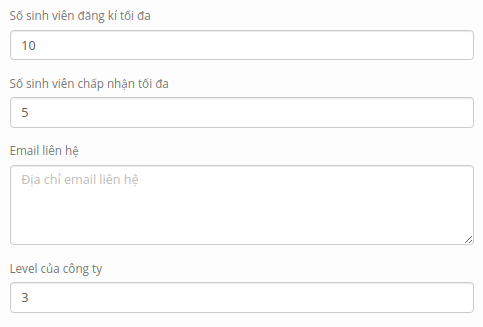 Số sinh viên đăng kí tối đa
10
Số sinh viên chấp nhận tối đa
5
Email liên hệ
Địa chỉ email liên hệ
Level của công ty
3